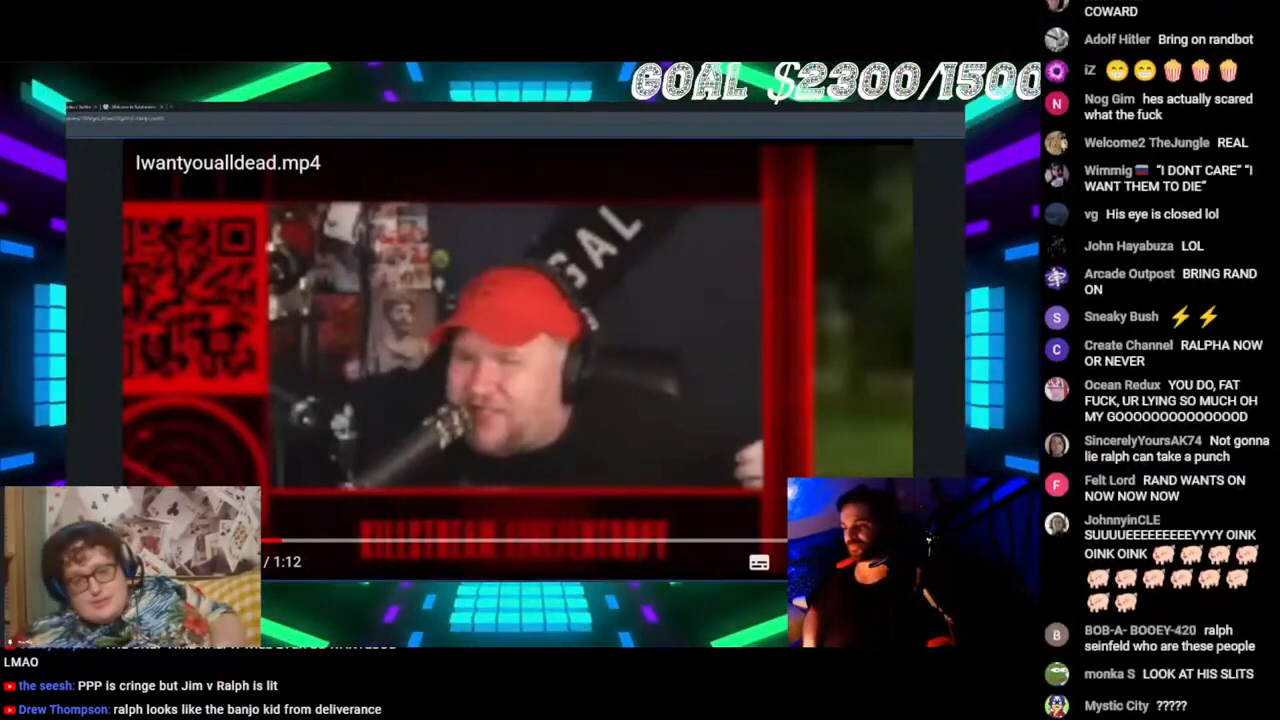 GOAL $2300/1500
Iwantyoualldead.mp4
GAL
/ 1:12
LMAO
the seesh: PPP is cringe but Jim v Ralph is lit
Drew Thompson: ralph looks like the banjo kid from deliverance
COWARD
Adolf Hitler Bring on randbot
iZ 😁😁🍿🍿🍿
Nog Gim hes actually scared
what the fuck
Welcome2 TheJungle REAL
Wimmig "I DONT CARE" "I
WANT THEM TO DIE"
vg His eye is closed lol
John Hayabuza LOL
Arcade Outpost BRING RAND
ON
Sneaky Bush ⚡⚡
Create Channel RALPHA NOW
OR NEVER
Ocean Redux YOU DO, FAT
FUCK, UR LYING SO MUCH OH
MY GOOOOOOOOOOOOOOD
SincerelyYoursAK74 Not gonna
lie ralph can take a punch
Felt Lord RAND WANTS ON
NOW NOW NOW
JohnnyinCLE
SUUUUEEEEEEEEEYYYY OINK
OINK OINK 🐖🐖🐖🐖
🐖🐖🐖🐖🐖🐖
🐖🐖
BOB-A- BOOEY-420 ralph
seinfeld who are these people
monka S LOOK AT HIS SLITS
Mystic City ?????